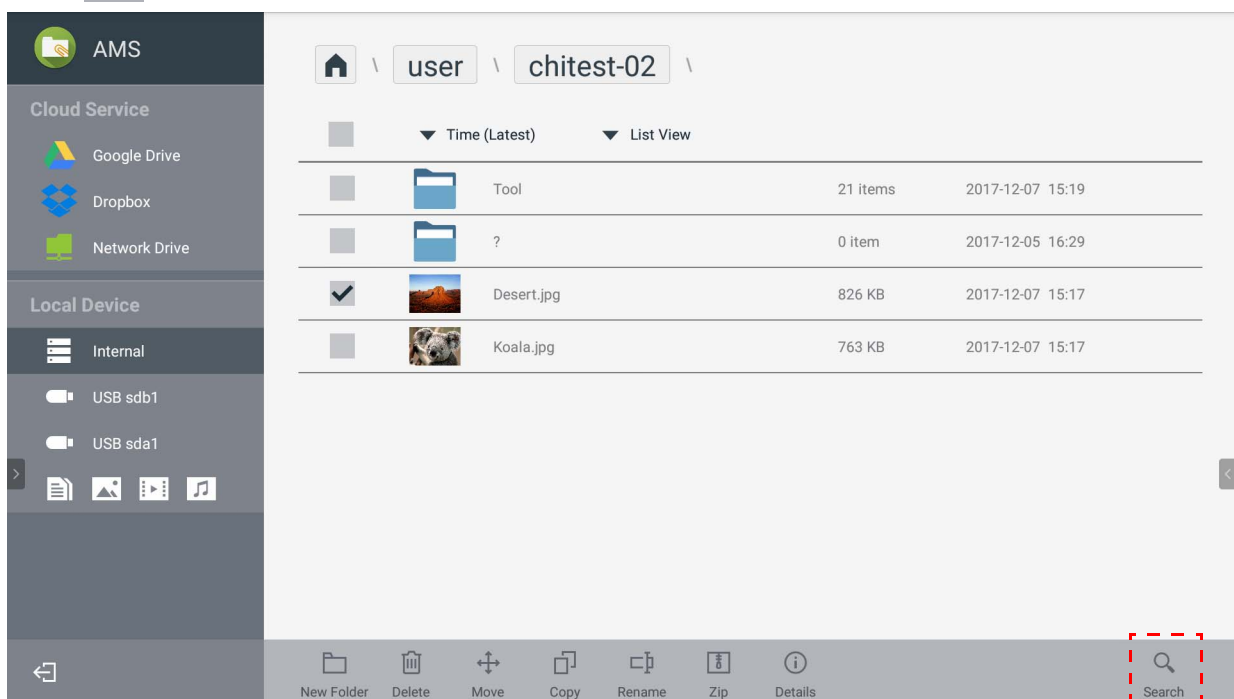 AMS
Cloud Service
Google Drive
Dropbox
Network Drive
Local Device
Internal
USB sdb1
USB sda1
\ user \ chitest-02 \
Time (Latest) List View
Tool 21 items 2017-12-07 15:19
? 0 item 2017-12-05 16:29
Desert.jpg 826 KB 2017-12-07 15:17
Koala.jpg 763 KB 2017-12-07 15:17
New Folder Delete Move Copy Rename Zip Details Search